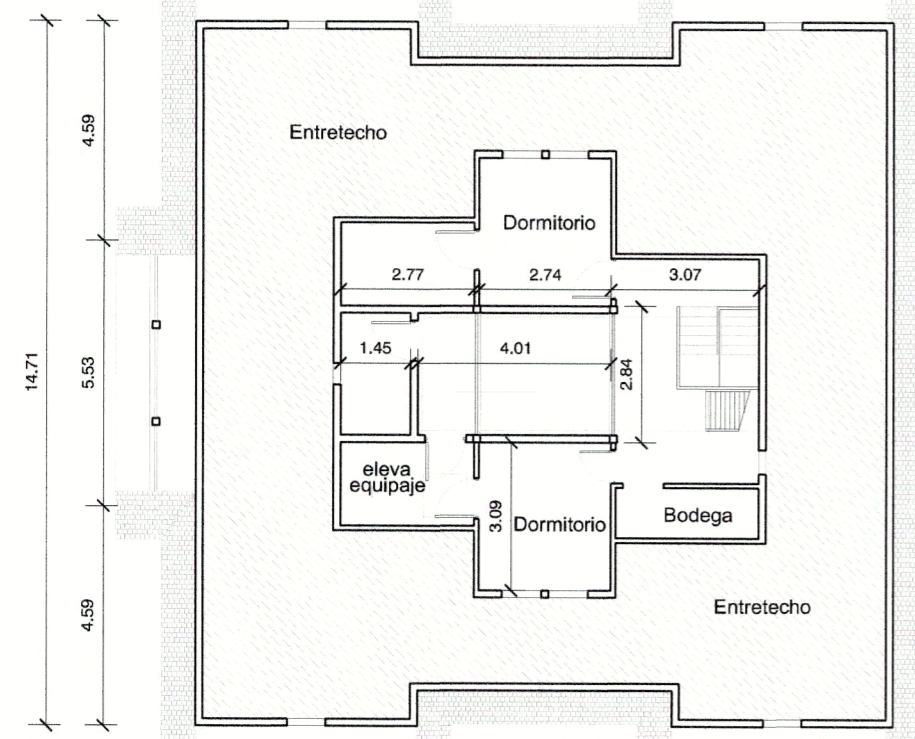 Entretecho
4.59
Dormitorio
2.77
2.74
3.07
1.45
4.01
2.84
14.71
5.53
eleva
equipaje
3.09
Dormitorio
Bodega
4.59
Entretecho